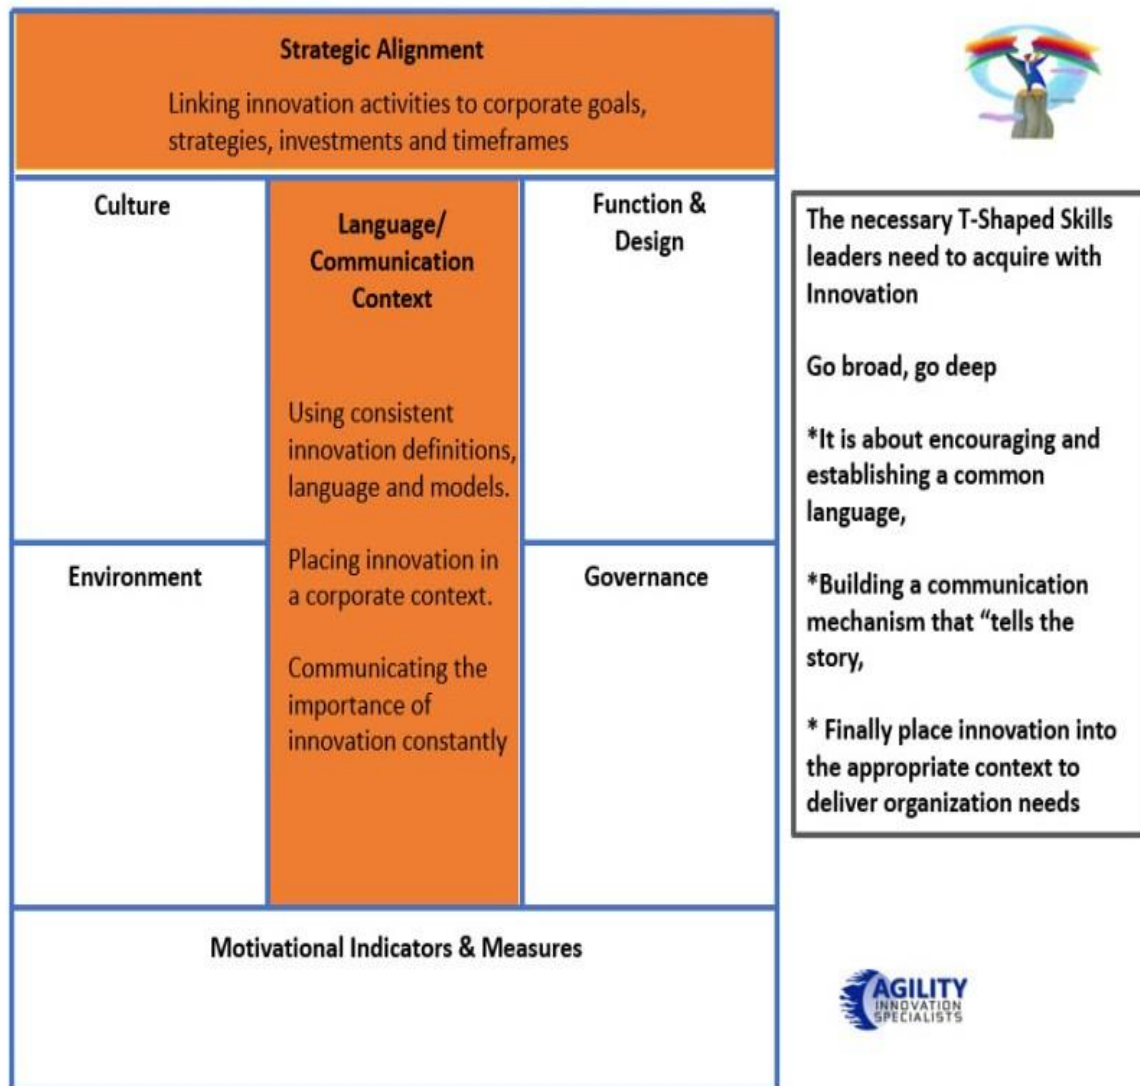 Strategic Alignment
Linking innovation activities to corporate goals,
strategies, investments and timeframes
Culture
Language/
Communication
Context
Using consistent
innovation definitions,
language and models.
Placing innovation in
a corporate context.
Communicating the
importance of
innovation constantly
Function &
Design
Environment
Governance
Motivational Indicators & Measures
The necessary T-Shaped Skills
leaders need to acquire with
Innovation
Go broad, go deep
*It is about encouraging and
establishing a common
language,
*Building a communication
mechanism that “tells the
story,
* Finally place innovation into
the appropriate context to
deliver organization needs
AGILITY
INNOVATION
SPECIALISTS